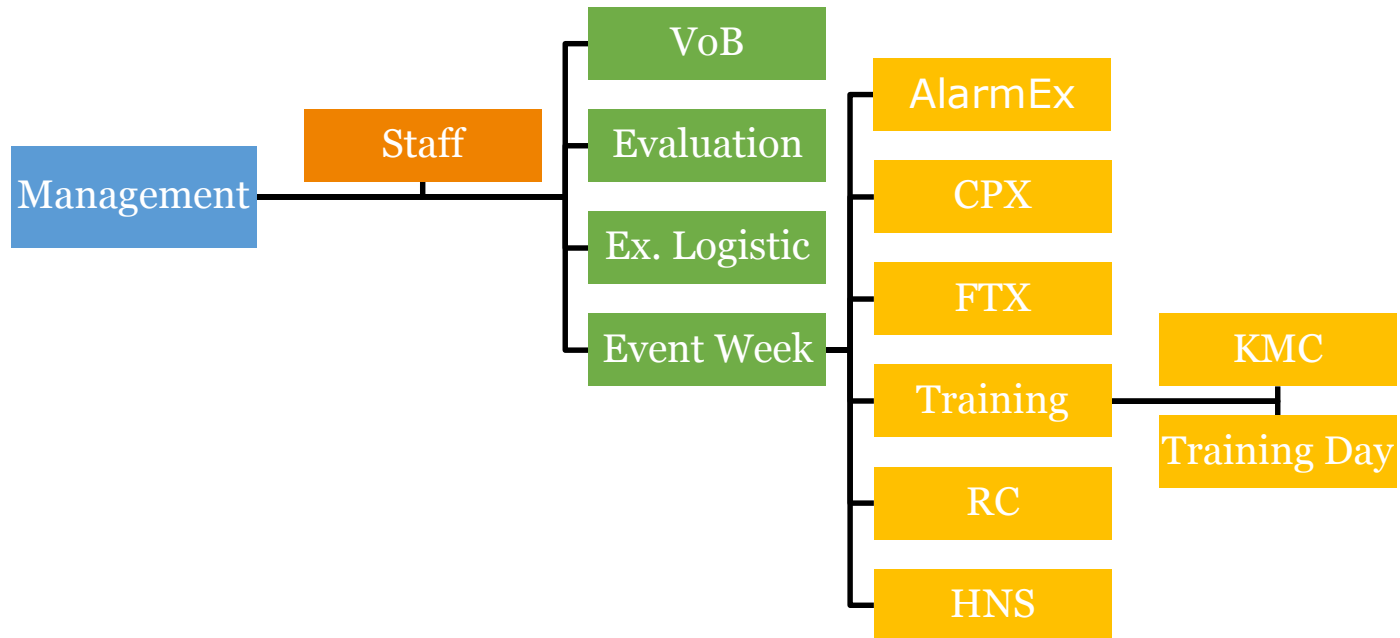 Management
Staff
VoB
Evaluation
Ex. Logistic
Event Week
AlarmEx
CPX
FTX
Training
RC
HNS
KMC
Training Day